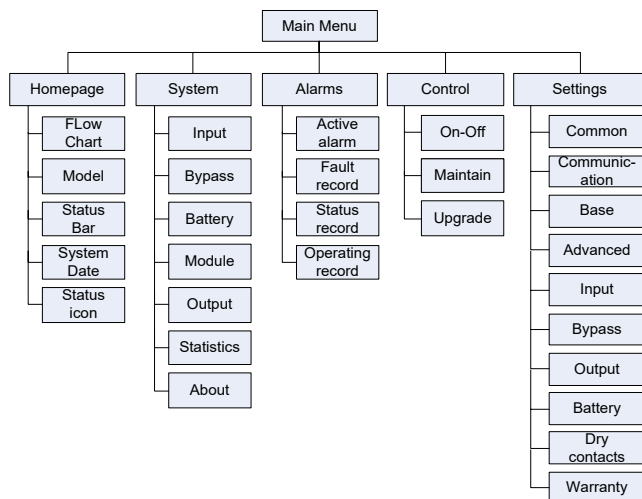 Main Menu
Homepage
System
Alarms
Control
Settings
FLow
Chart
Model
Status
Bar
System
Date
Status
icon
Input
Bypass
Battery
Module
Output
Statistics
About
Active
alarm
Fault
record
Status
record
Operating
record
On-Off
Maintain
Upgrade
Common
Communic-
ation
Base
Advanced
Input
Bypass
Output
Battery
Dry
contacts
Warranty